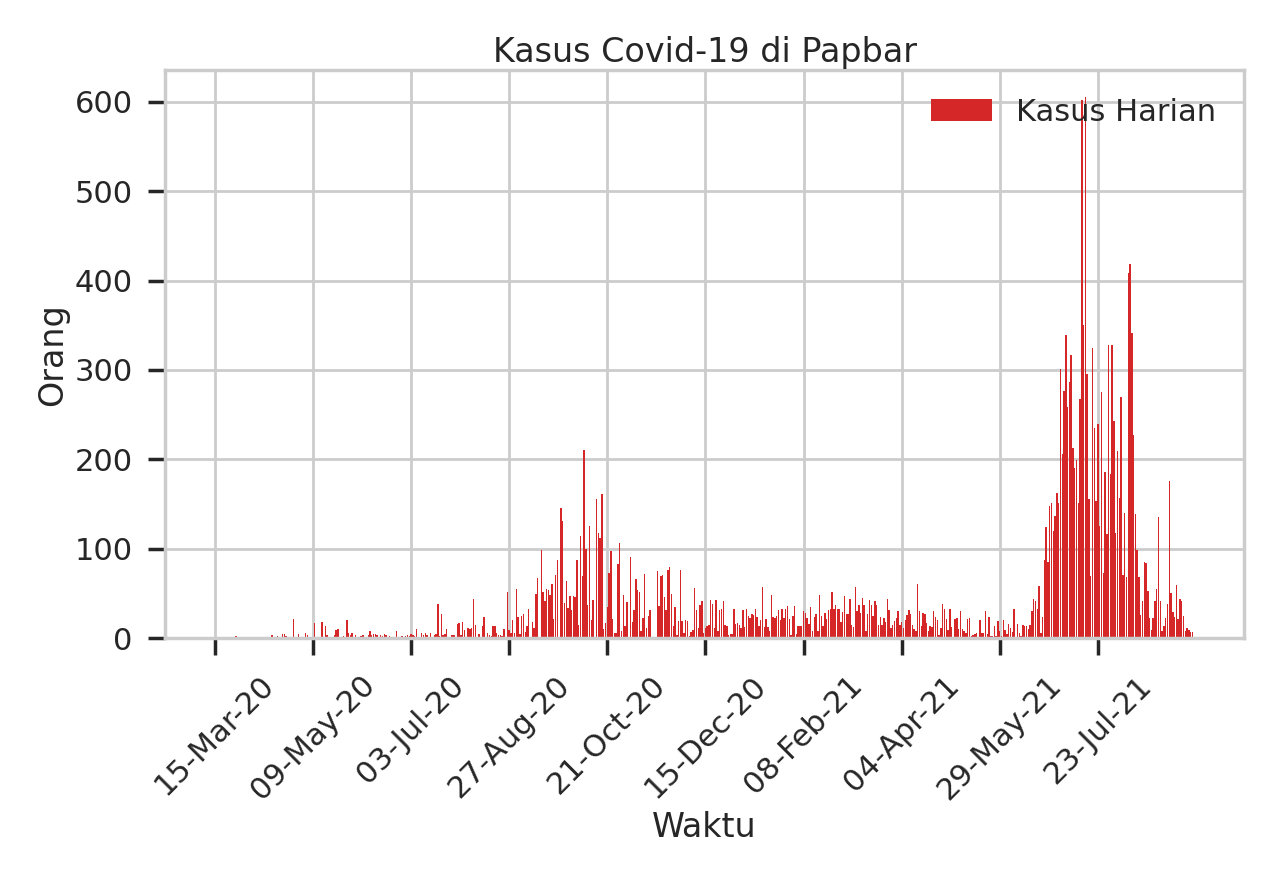 Kasus Covid-19 di Papbar
Kasus Harian
600
500
400
300
200
100
0
Orang
15-Mar-20
09-May-20
03-Jul-20
27-Aug-20
21-Oct-20
15-Dec-20
08-Feb-21
04-Apr-21
29-May-21
23-Jul-21
Waktu